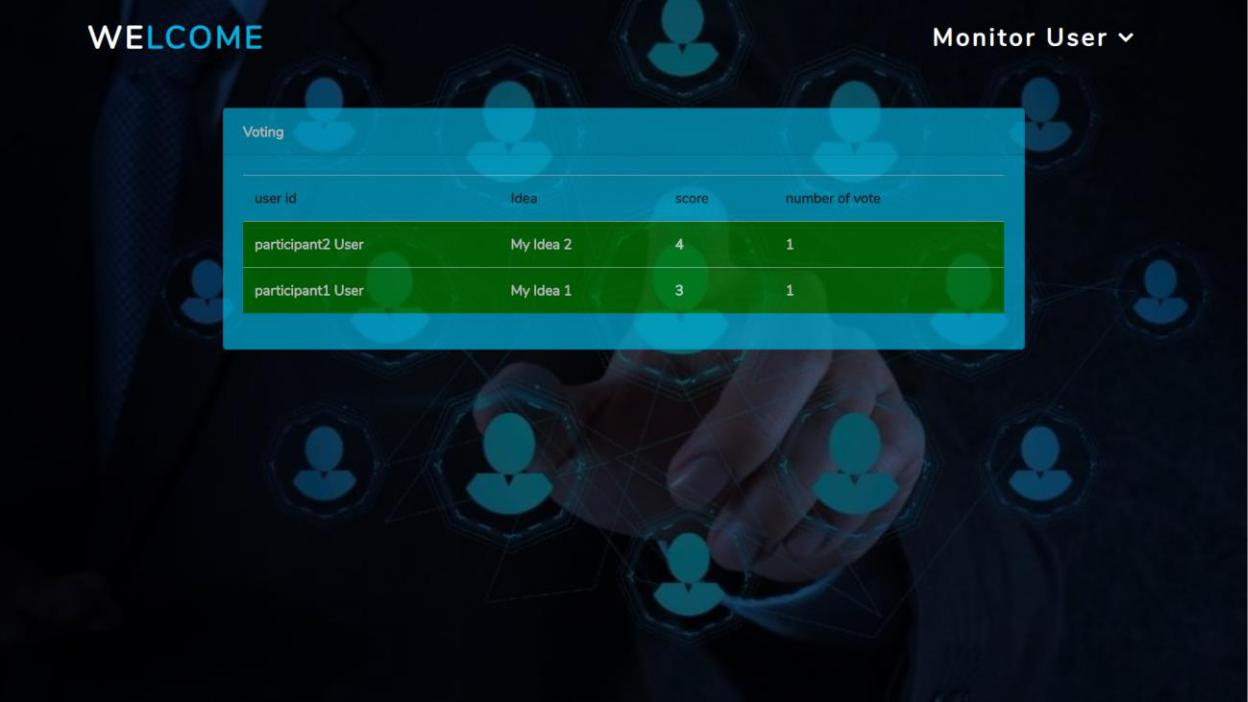 WELCOME Monitor User
Voting
user id Idea score number of vote
participant2 User My Idea 2 4 1
participant1 User My Idea 1 3 1